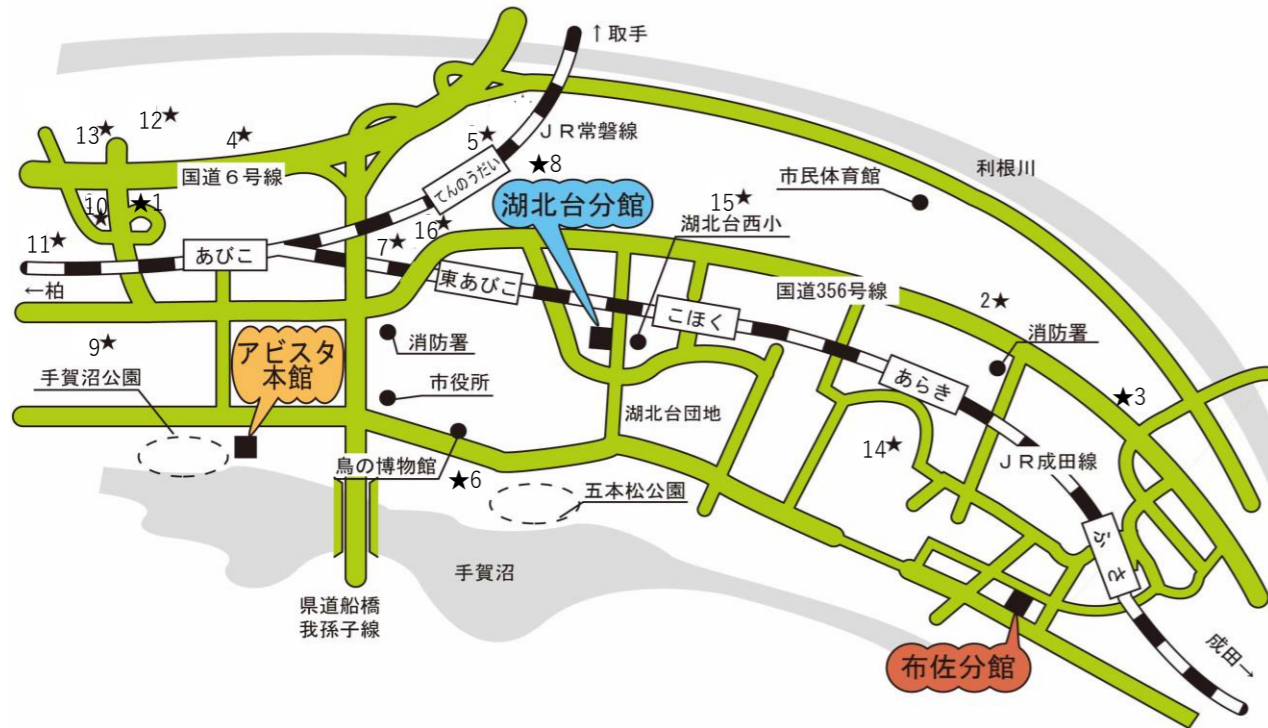 ↑取手
12★
13★
4★
5★
JR常磐線
★8
国道6号線
てんのうだい
利根川
市民体育館
15★
湖北台分館
湖北台西小
10★
★1
16★
7★
11★
あびこ
←柏
東あびこ
こほく
国道356号線
2★
消防署
9★
アビスタ
本館
消防署
手賀沼公園
市役所
あらき
★3
湖北台団地
14★
JR成田線
鳥の博物館
★6
五本松公園
ふさ
手賀沼
県道船橋
我孫子線
布佐分館
成田→